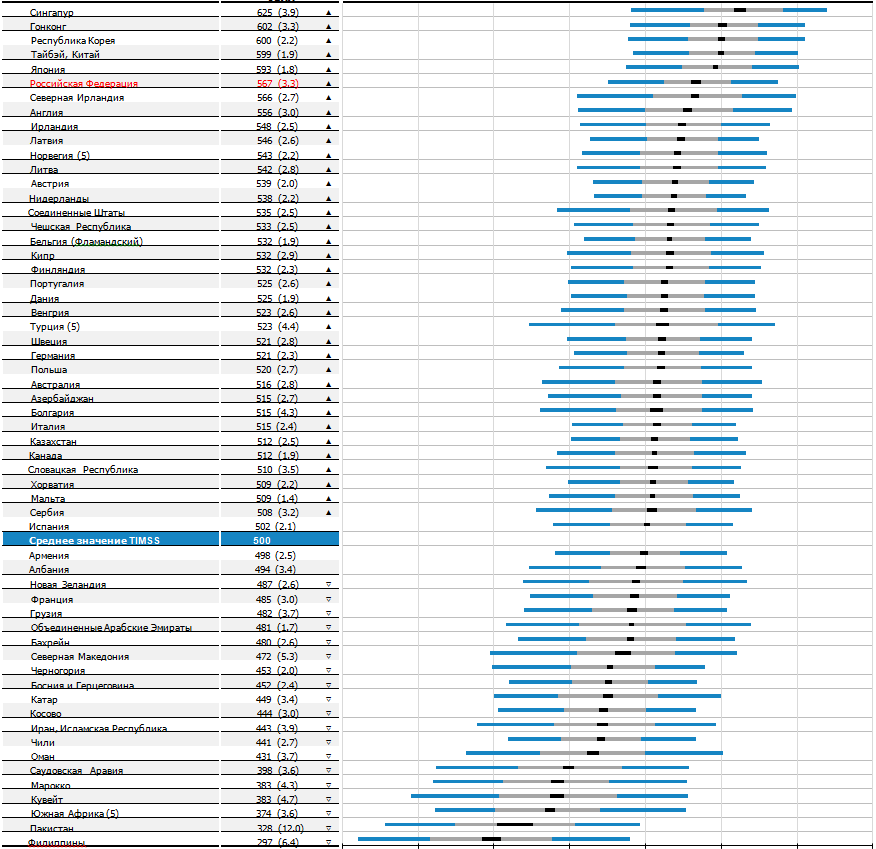 Сингапур 625 (3.9) ▲
Гонконг 602 (3.3) ▲
Республика Корея 600 (2.2) ▲
Тайбэй, Китай 599 (1.9) ▲
Япония 593 (1.8) ▲
Российская Федерация 567 (3.3) ▲
Северная Ирландия 566 (2.7) ▲
Англия 556 (3.0) ▲
Ирландия 548 (2.5) ▲
Латвия 546 (2.6) ▲
Норвегия (5) 543 (2.2) ▲
Литва 542 (2.8) ▲
Австрия 539 (2.0) ▲
Нидерланды 538 (2.2) ▲
Соединенные Штаты 535 (2.5) ▲
Чешская Республика 533 (2.5) ▲
Бельгия (Фламандский) 532 (1.9) ▲
Кипр 532 (2.9) ▲
Финляндия 532 (2.3) ▲
Португалия 525 (2.6) ▲
Дания 525 (1.9) ▲
Венгрия 523 (2.6) ▲
Турция (5) 523 (4.4) ▲
Швеция 521 (2.8) ▲
Германия 521 (2.3) ▲
Польша 520 (2.7) ▲
Австралия 516 (2.8) ▲
Азербайджан 515 (2.7) ▲
Болгария 515 (4.3) ▲
Италия 515 (2.4) ▲
Казахстан 512 (2.5) ▲
Канада 512 (1.9) ▲
Словацкая Республика 510 (3.5) ▲
Хорватия 509 (2.2) ▲
Мальта 509 (1.4) ▲
Сербия 508 (3.2) ▲
Испания 502 (2.1)
Среднее значение TIMSS 500
Армения 498 (2.5)
Албания 494 (3.4)
Новая Зеландия 487 (2.6) ▽
Франция 485 (3.0) ▽
Грузия 482 (3.7) ▽
Объединенные Арабские Эмираты 481 (1.7) ▽
Бахрейн 480 (2.6) ▽
Северная Македония 472 (5.3) ▽
Черногория 453 (2.0) ▽
Босния и Герцеговина 452 (2.4) ▽
Катар 449 (3.4) ▽
Косово 444 (3.0) ▽
Иран, Исламская Республика 443 (3.9) ▽
Чили 441 (2.7) ▽
Оман 431 (3.7) ▽
Саудовская Аравия 398 (3.6) ▽
Марокко 383 (4.3) ▽
Кувейт 383 (4.7) ▽
Южная Африка (5) 374 (3.6) ▽
Пакистан 328 (12.0) ▽
Филиппины 297 (6.4) ▽